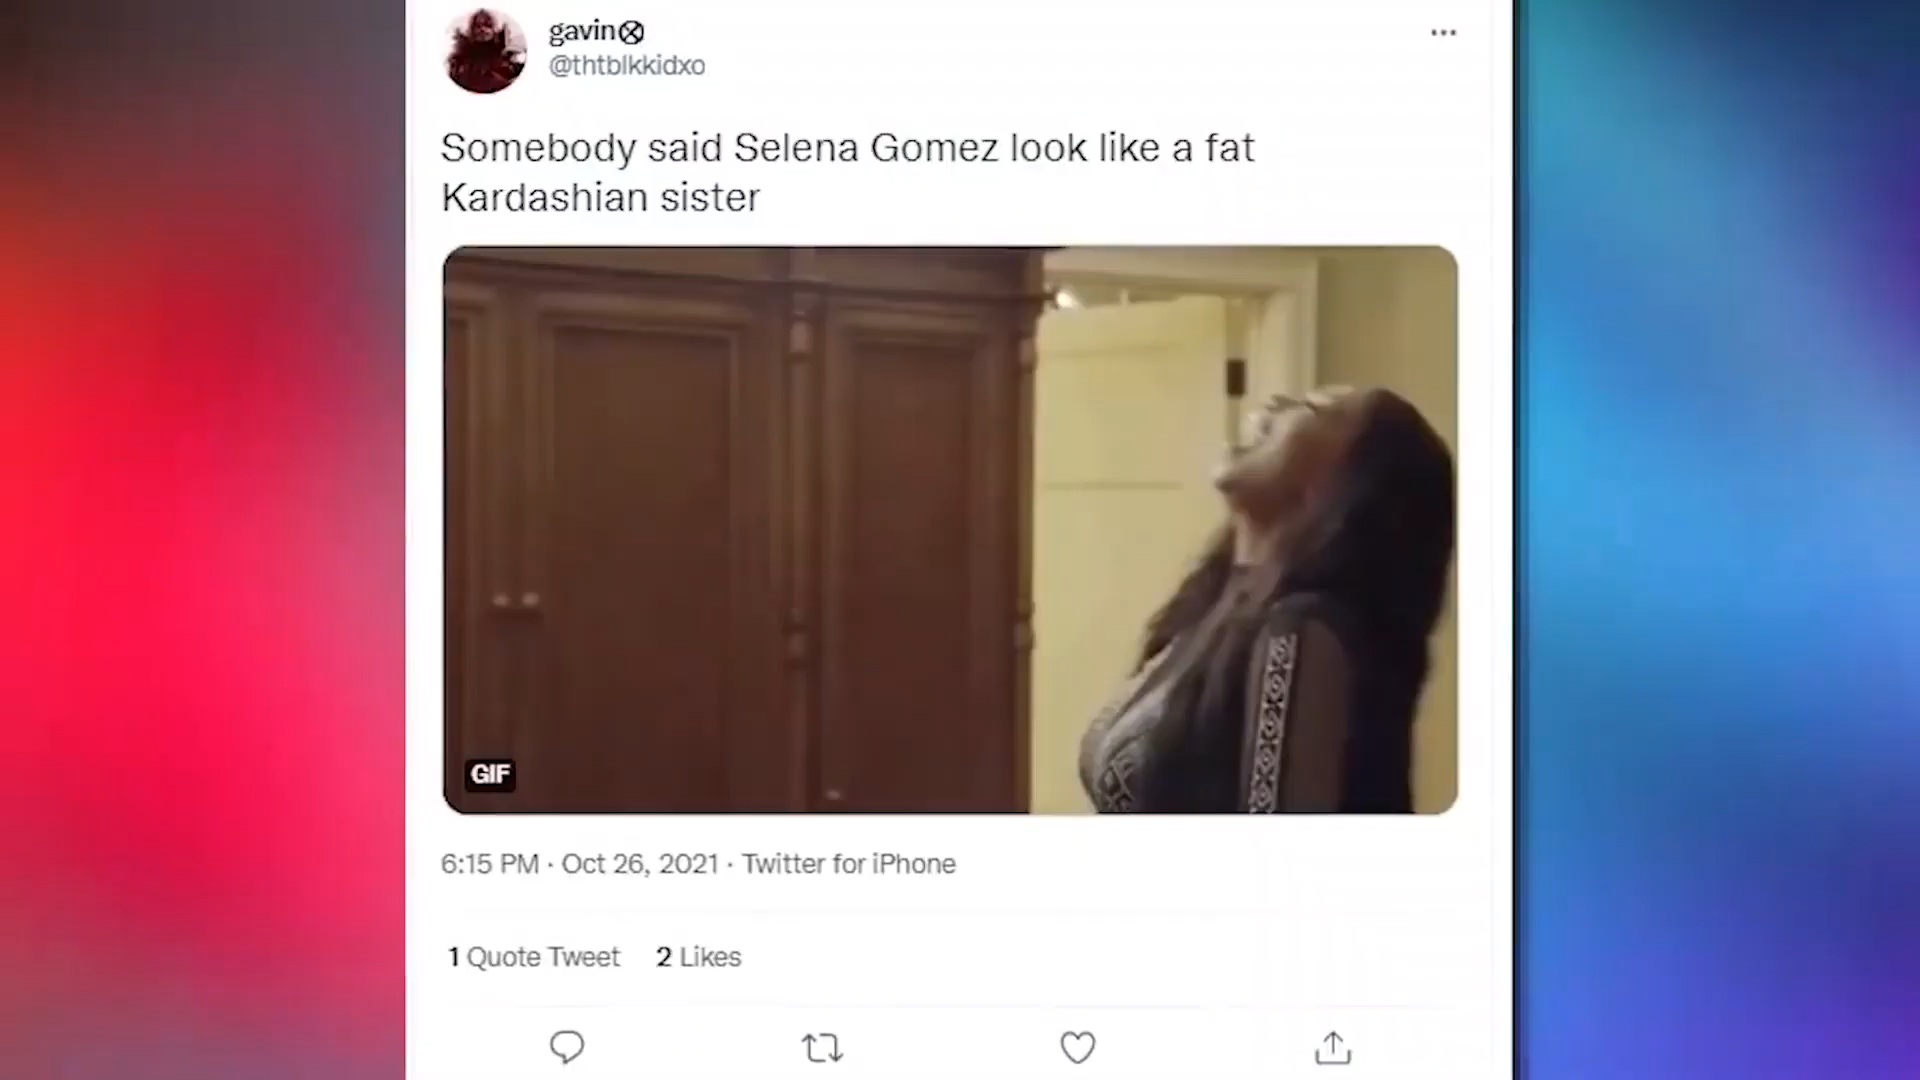 gavin
@thtblkkidxo
Somebody said Selena Gomez look like a fat
Kardashian sister
GIF
6:15 PM · Oct 26, 2021 · Twitter for iPhone
1 Quote Tweet 2 Likes